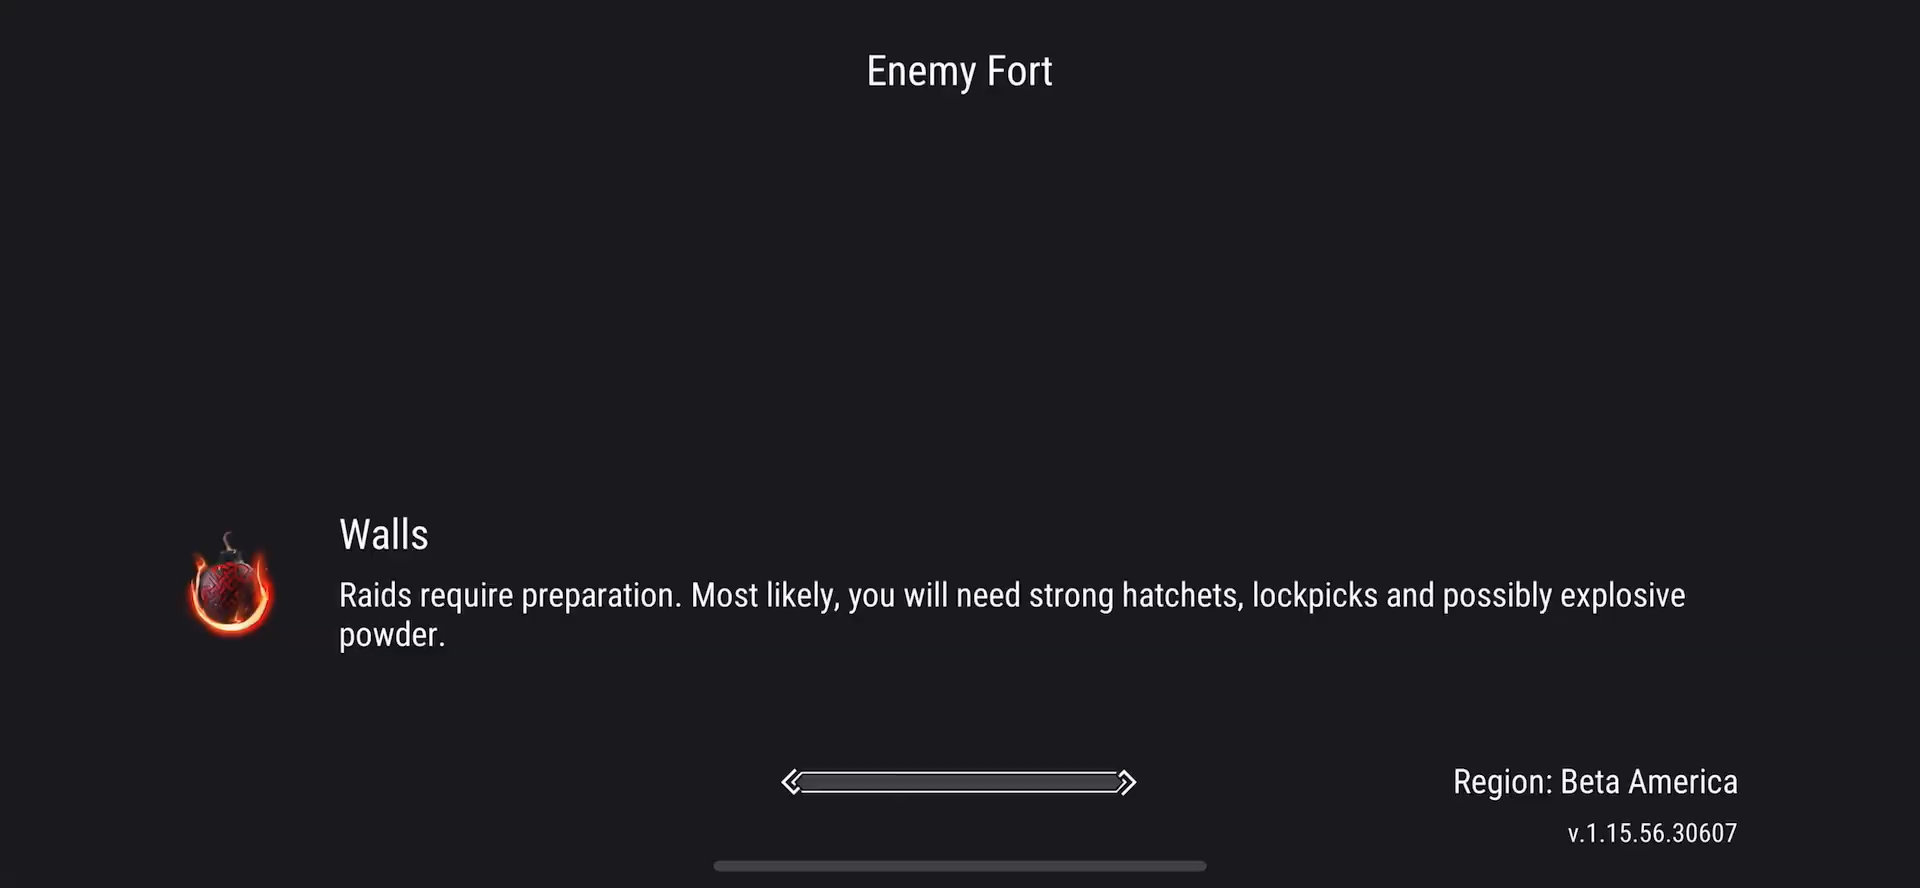 Enemy Fort
Walls
Raids require preparation. Most likely, you will need strong hatchets, lockpicks and possibly explosive
powder.
Region: Beta America
v.1.15.56.30607